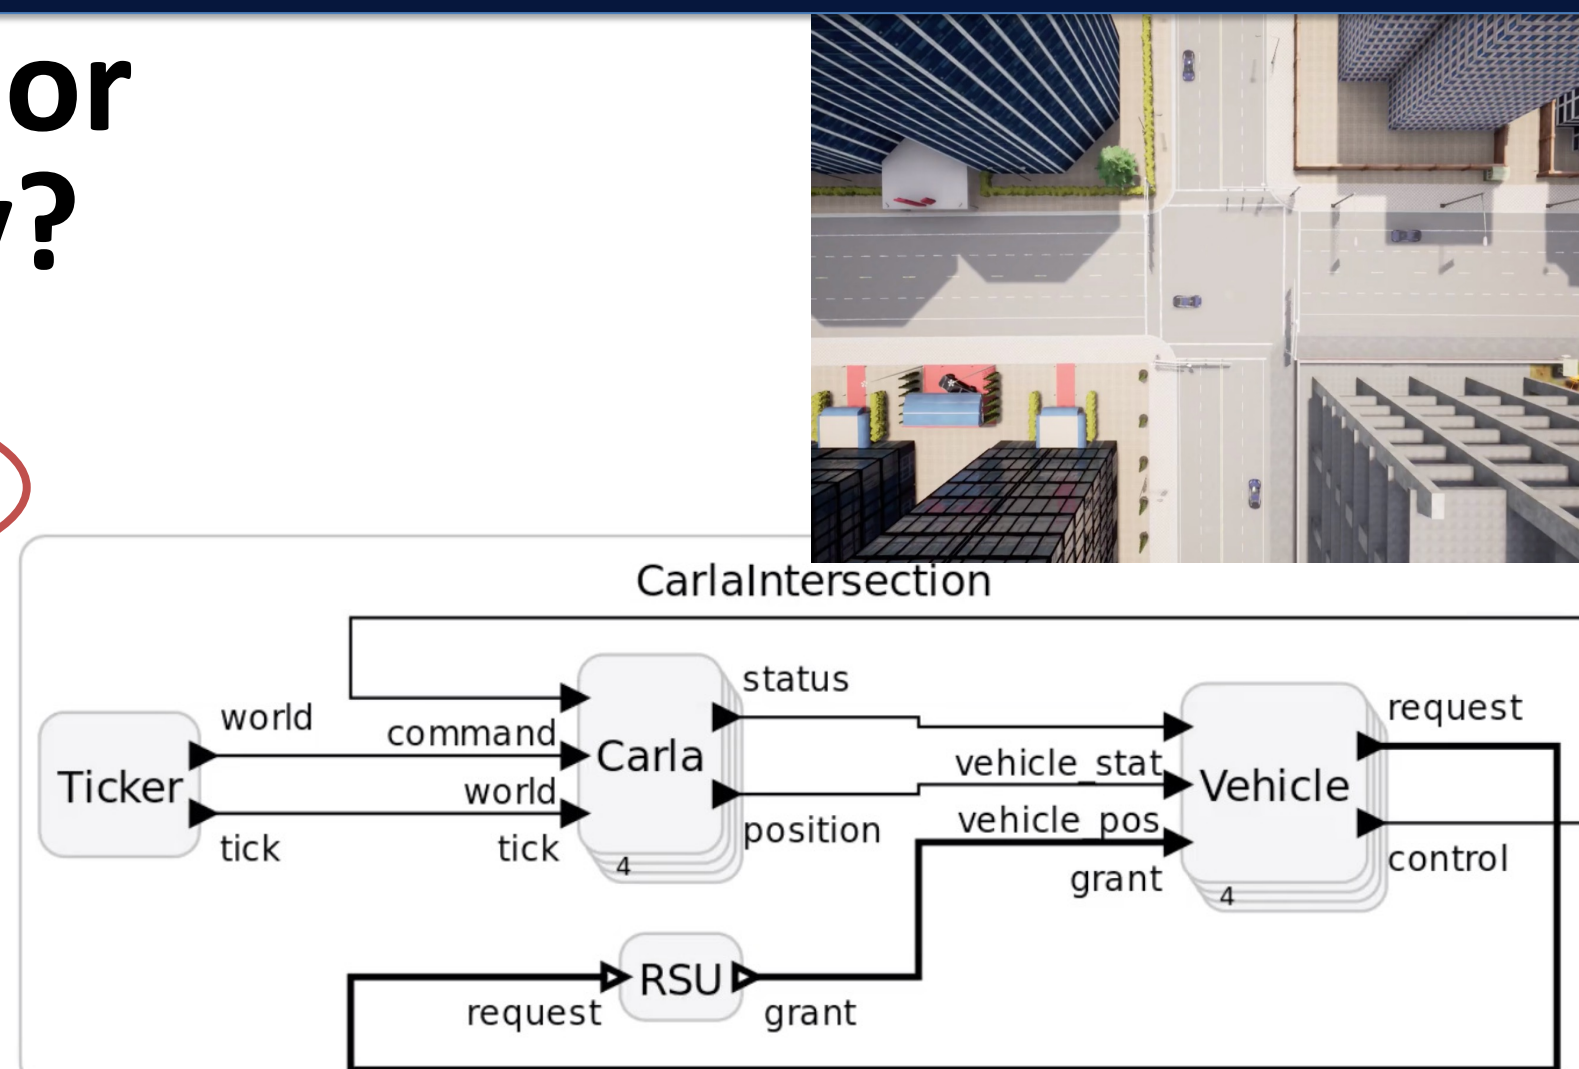 or
y?
CarlaIntersection
status
request
world
command
Carla
vehicle_stat
Ticker
world
Vehicle
vehicle_pos
position
tick
tick
grant
control
4
4
RSU
request
grant